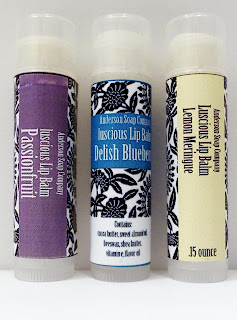 Anderson Soap Company
Luscious Lip Balm
Passionfruit
Anderson Soap Company
Luscious Lip Balm
Delish Blueberry
Contains:
cocoa butter, sweet almond oil,
beeswax, shea butter,
vitamin e, flavor oil
Anderson Soap Company
Luscious Lip Balm
Lemon Meringue
.15 ounce